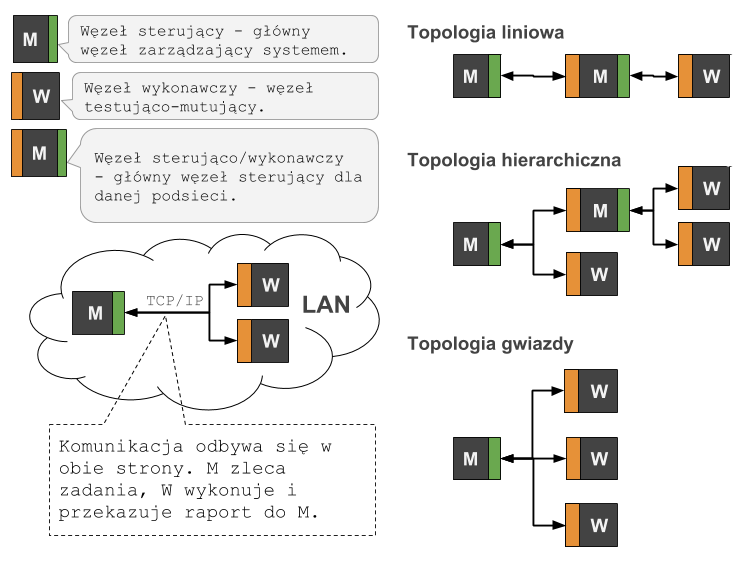 M
Węzeł sterujący - główny
węzeł zarządzający systemem.
W
Węzeł wykonawczy - węzeł
testująco-mutujący.
M
Węzeł sterująco/wykonawczy
- główny węzeł sterujący dla
danej podsieci.
M
TCP/IP
W
W
LAN
Komunikacja odbywa się w
obie strony. M zleca
zadania, W wykonuje i
przekazuje raport do M.
Topologia liniowa
M M W
Topologia hierarchiczna
M
M
W
W
W
Topologia gwiazdy
M
W
W
W